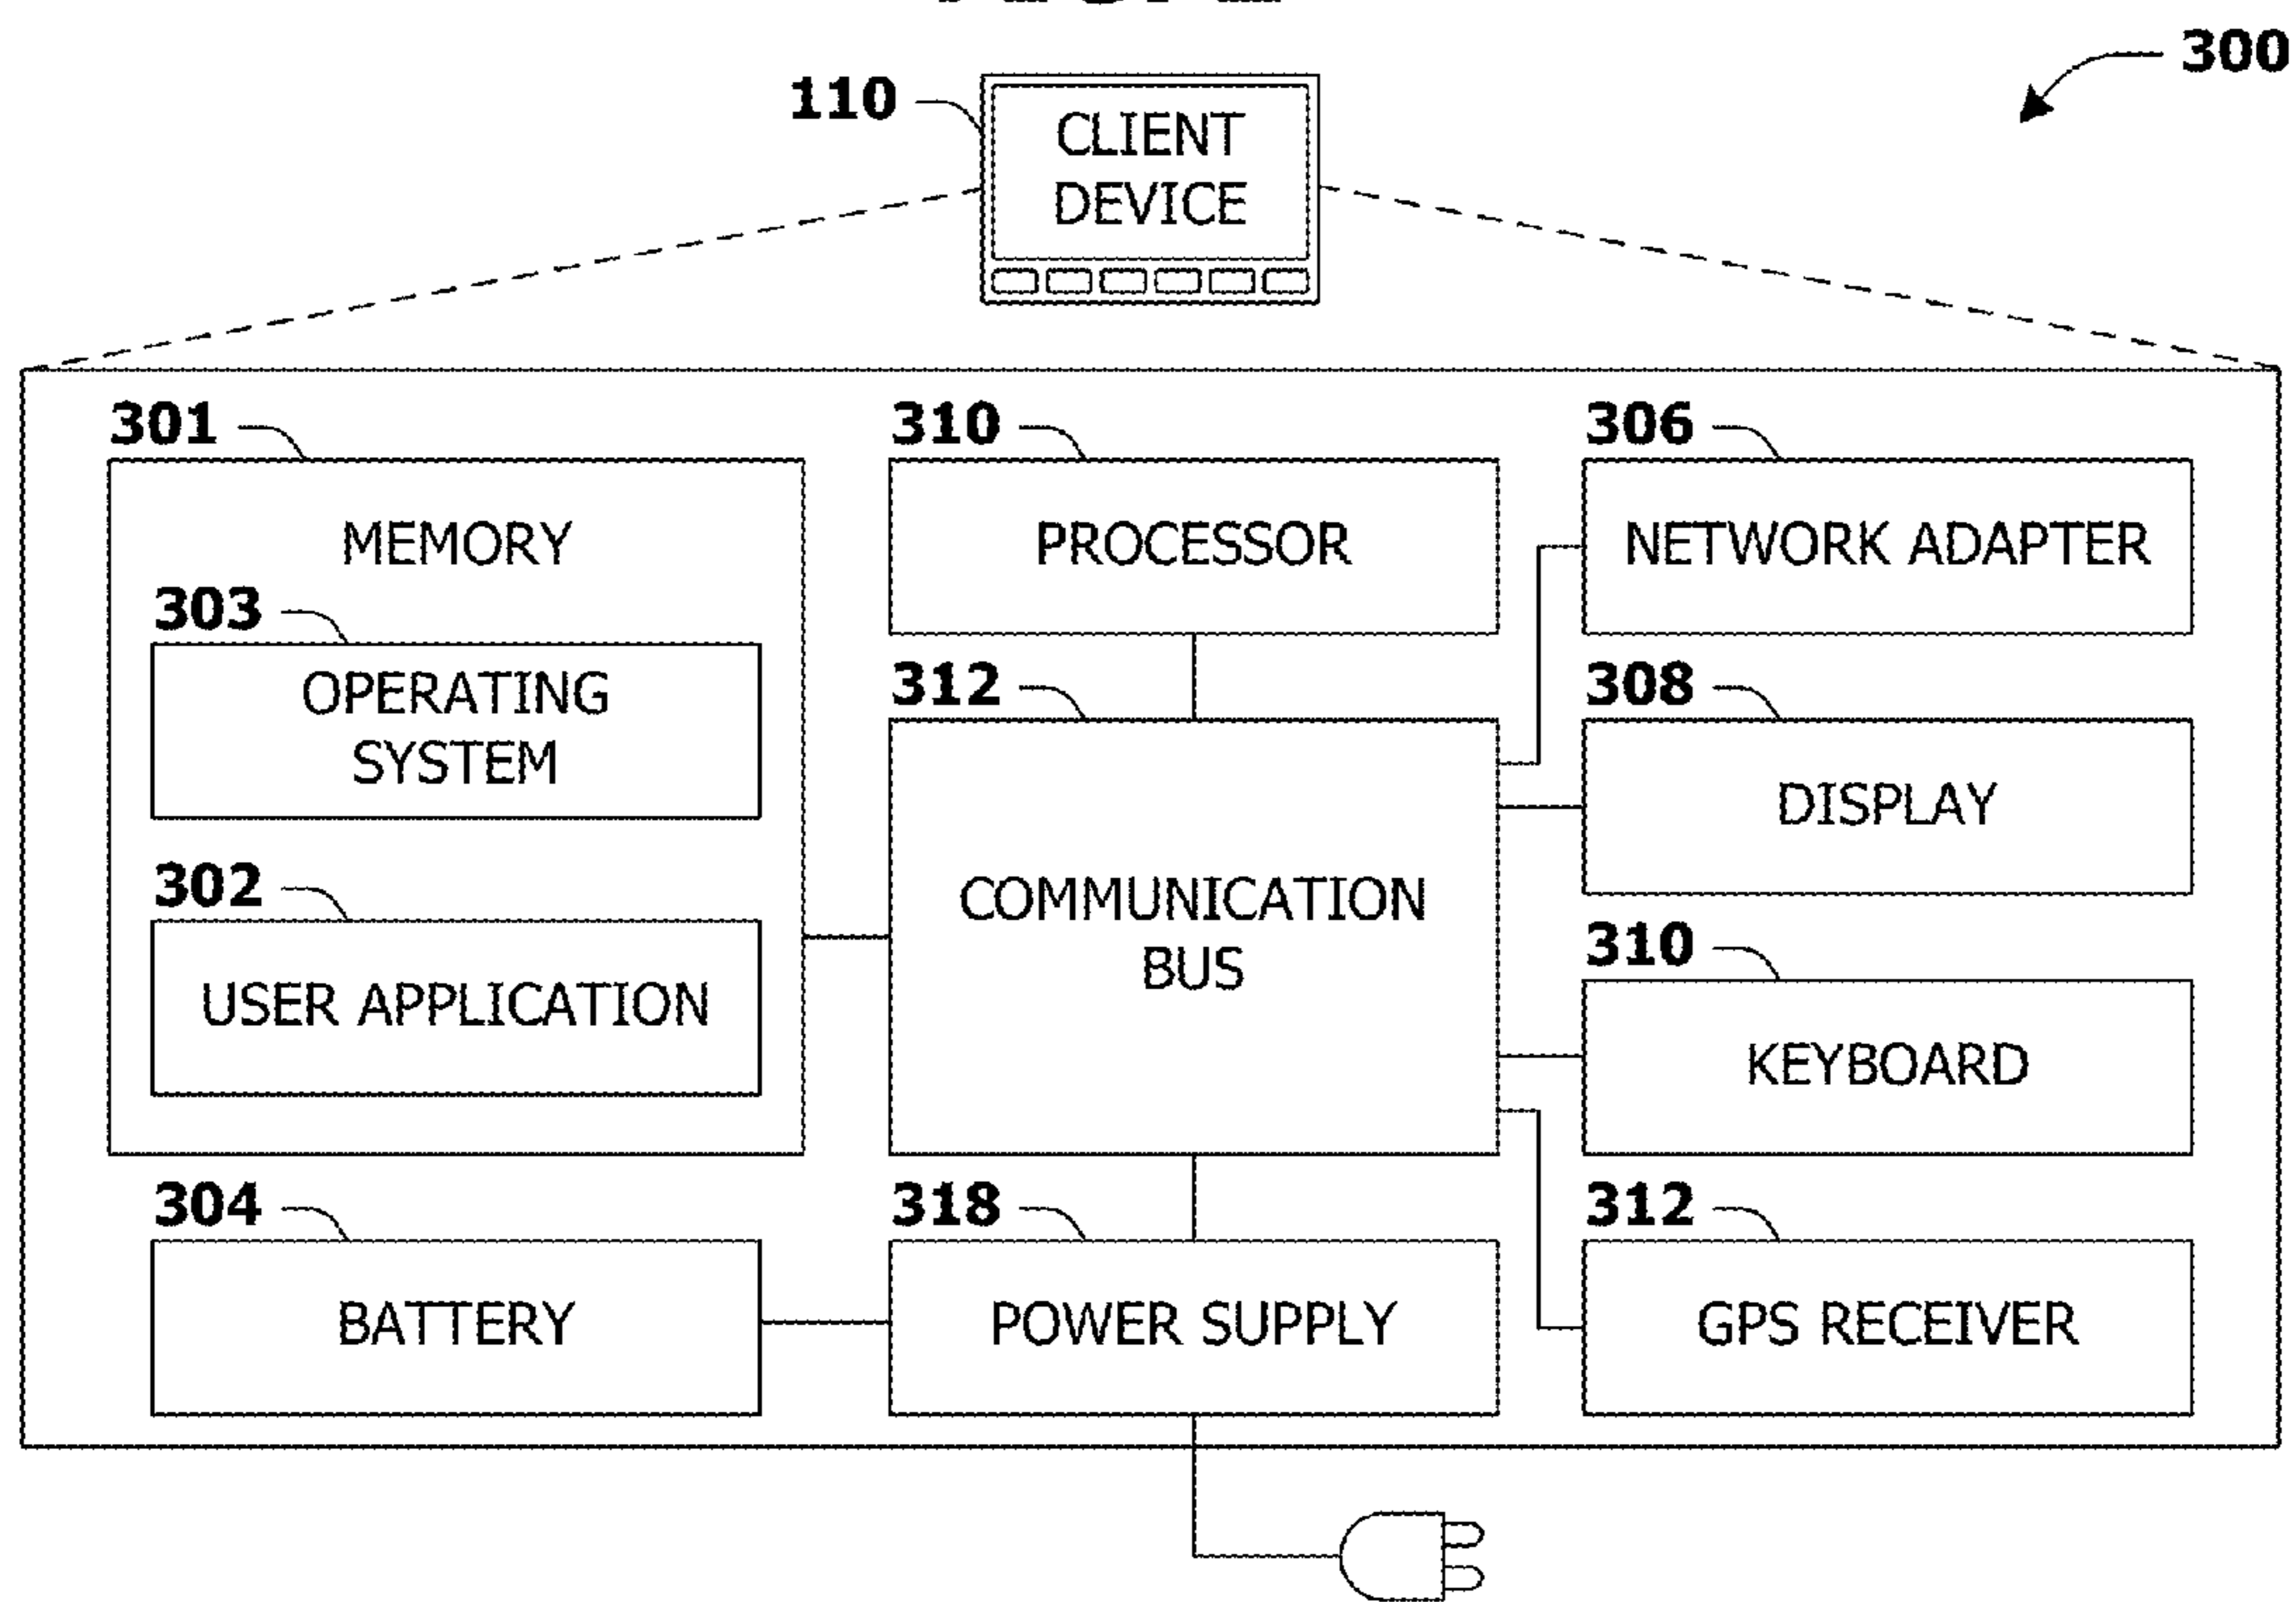 300
110
CLIENT
DEVICE
301
310
306
MEMORY
PROCESSOR
NETWORK ADAPTER
303
OPERATING
SYSTEM
312
308
DISPLAY
302
USER APPLICATION
COMMUNICATION
BUS
310
KEYBOARD
304
318
312
BATTERY
POWER SUPPLY
GPS RECEIVER